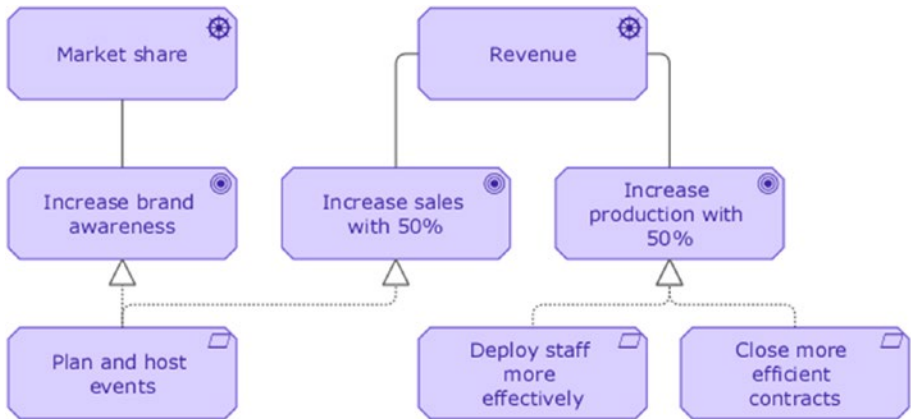 Market share
Revenue
Increase brand
awareness
Increase sales
with 50%
Increase
production with
50%
Plan and host
events
Deploy staff
more
effectively
Close more
efficient
contracts